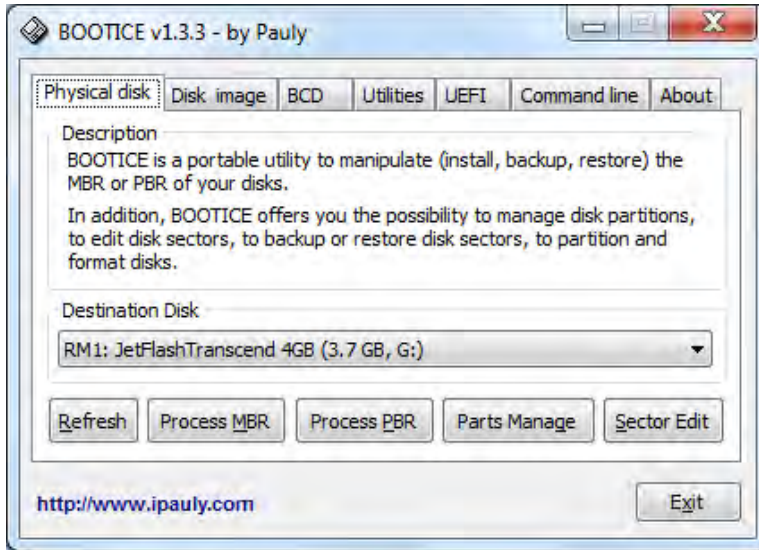 BOOTICE v1.3.3 - by Pauly
Physical disk Disk image BCD Utilities UEFI Command line About
Description
BOOTICE is a portable utility to manipulate (install, backup, restore) the
MBR or PBR of your disks.
In addition, BOOTICE offers you the possibility to manage disk partitions,
to edit disk sectors, to backup or restore disk sectors, to partition and
format disks.
Destination Disk
RM1: JetFlashTranscend 4GB (3.7 GB, G:)
Refresh Process MBR Process PBR Parts Manage Sector Edit
http://www.ipauly.com Exit